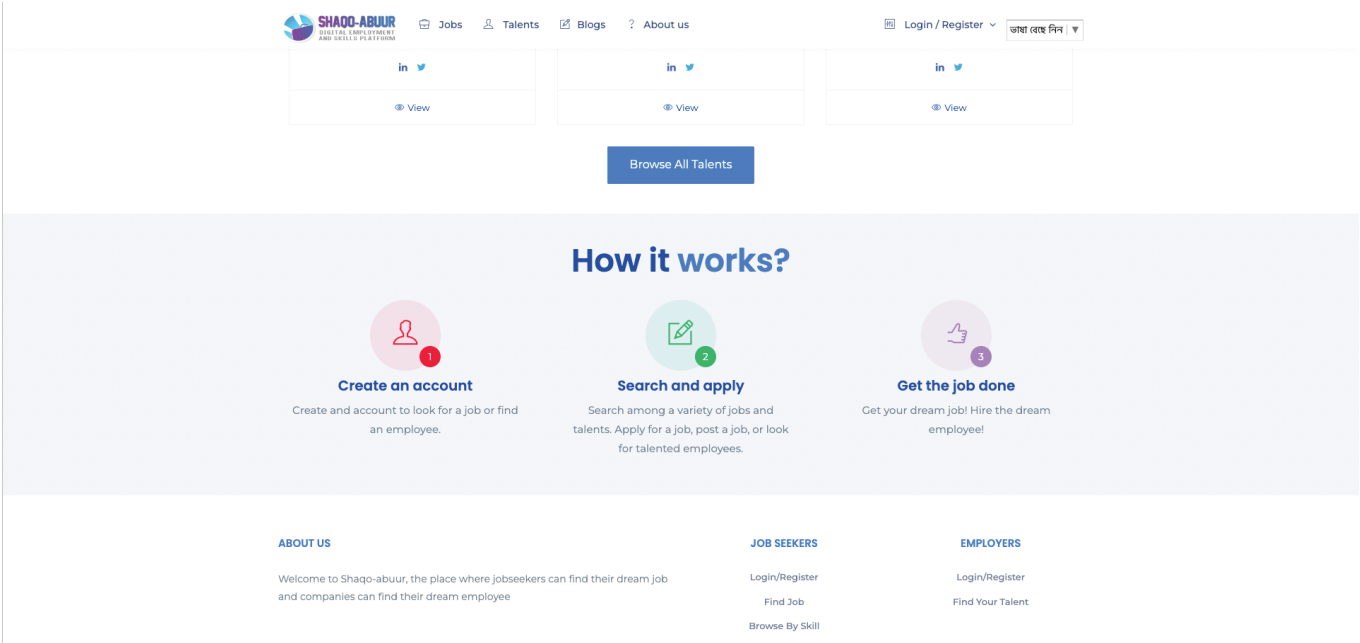 SHAQO-ABUUR
DIGITAL EMPLOYMENT
AND SKILLS PLATFORM
Jobs
Talents
Blogs
? About us
Login / Register
ভাষা বেছে নিন ▼
in
in
in
View
View
View
Browse All Talents
How it works?
1
2
3
Create an account
Create and account to look for a job or find
an employee.
Search and apply
Search among a variety of jobs and
talents. Apply for a job, post a job, or look
for talented employees.
Get the job done
Get your dream job! Hire the dream
employee!
ABOUT US
Welcome to Shaqo-abuur, the place where jobseekers can find their dream job
and companies can find their dream employee
JOB SEEKERS
Login/Register
Find Job
Browse By Skill
EMPLOYERS
Login/Register
Find Your Talent